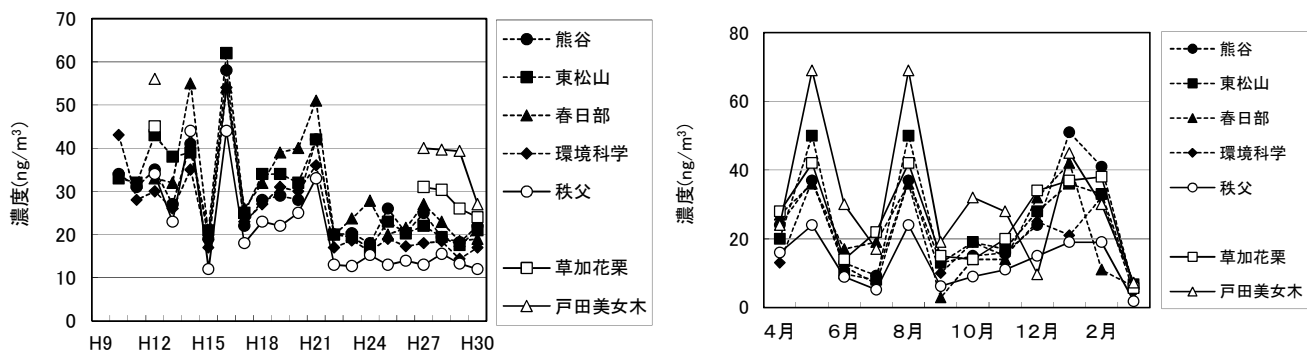 濃度(ng/m³)
70
60
50
40
30
20
10
0
H9 H12 H15 H18 H21 H24 H27 H30
熊谷
東松山
春日部
環境科学
秩父
草加花栗
戸田美女木
濃度(ng/m³)
80
60
40
20
0
4月 6月 8月 10月 12月 2月
熊谷
東松山
春日部
環境科学
秩父
草加花栗
戸田美女木